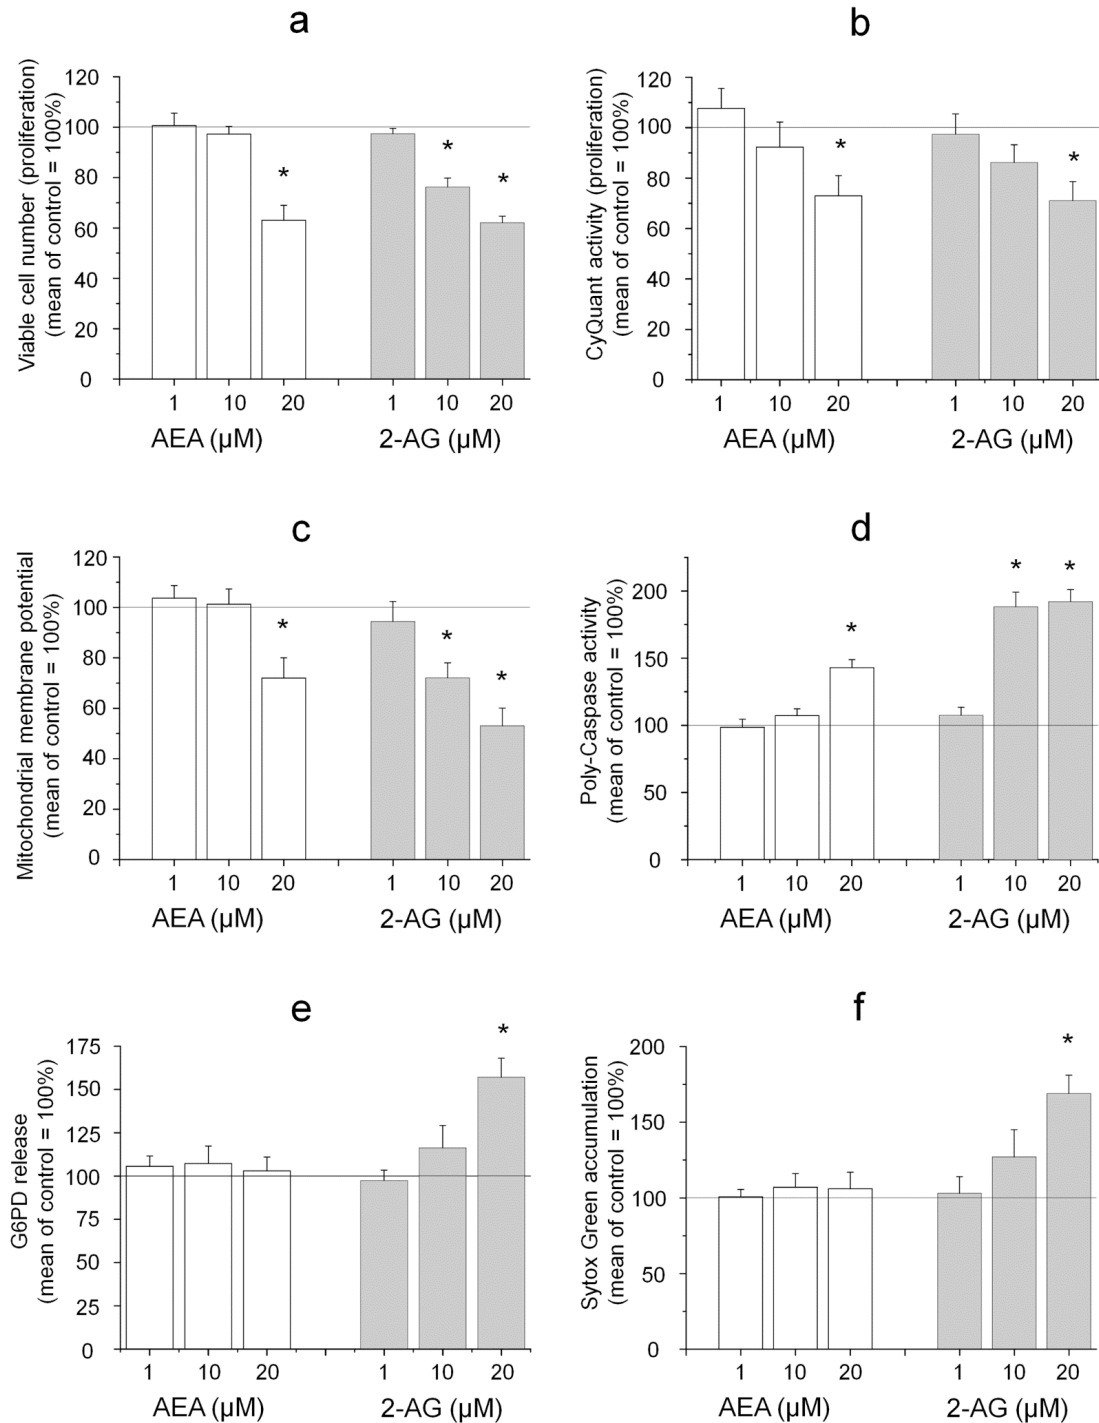 a
Viable cell number (proliferation)
(mean of control = 100%)
120
100
80
60
40
20
0
*
*
*
1 10 20 1 10 20
AEA (µM) 2-AG (µM)
b
CyQuant activity (proliferation)
(mean of control = 100%)
120
100
80
60
40
20
0
*
*
1 10 20 1 10 20
AEA (µM) 2-AG (µM)
c
Mitochondrial membrane potential
(mean of control = 100%)
120
100
80
60
40
20
0
*
*
*
1 10 20 1 10 20
AEA (µM) 2-AG (µM)
d
Poly-Caspase activity
(mean of control = 100%)
200
150
100
50
0
*
*
*
1 10 20 1 10 20
AEA (µM) 2-AG (µM)
e
G6PD release
(mean of control = 100%)
175
150
125
100
75
50
25
0
*
1 10 20 1 10 20
AEA (µM) 2-AG (µM)
f
Sytox Green accumulation
(mean of control = 100%)
200
150
100
50
0
*
1 10 20 1 10 20
AEA (µM) 2-AG (µM)